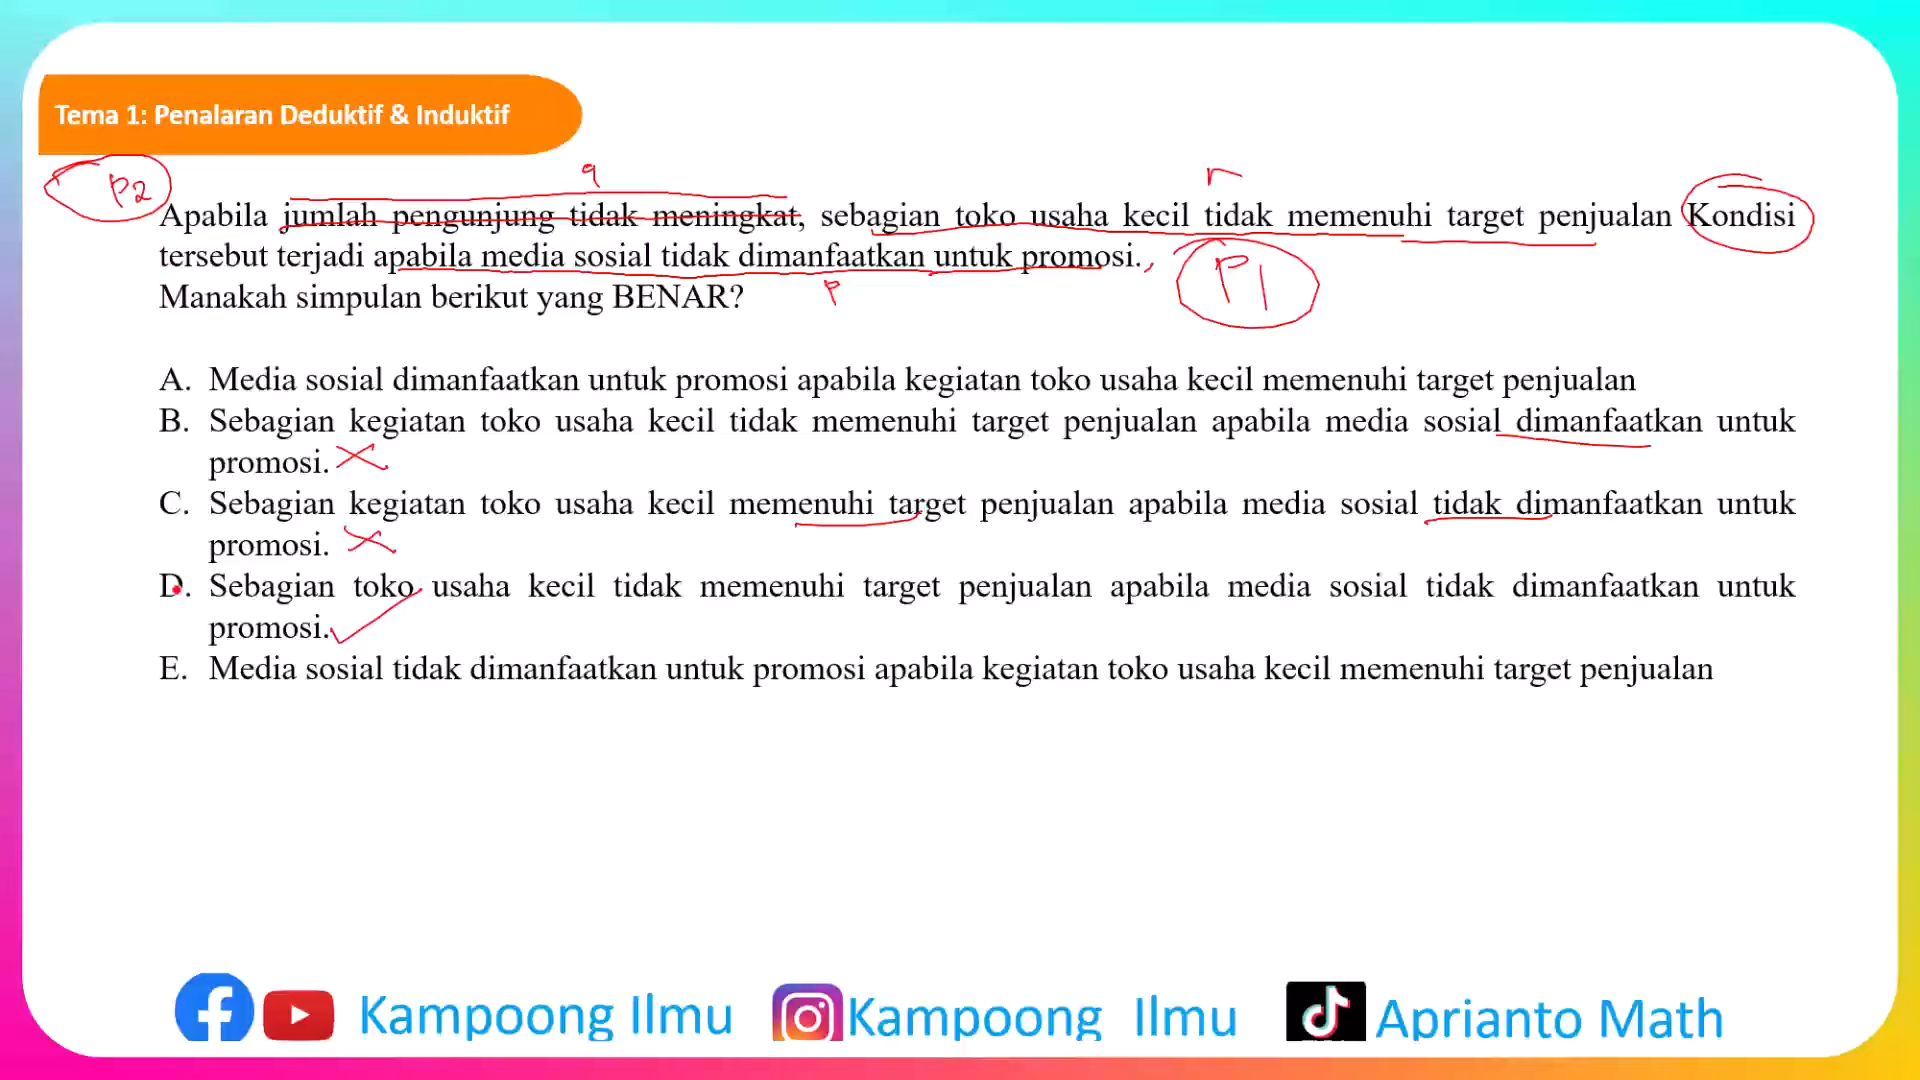 Tema 1: Penalaran Deduktif & Induktif
q
r
P2
Apabila jumlah pengunjung tidak meningkat, sebagian toko usaha kecil tidak memenuhi target penjualan Kondisi
tersebut terjadi apabila media sosial tidak dimanfaatkan untuk promosi.,
P1
p
Manakah simpulan berikut yang BENAR?
A. Media sosial dimanfaatkan untuk promosi apabila kegiatan toko usaha kecil memenuhi target penjualan
B. Sebagian kegiatan toko usaha kecil tidak memenuhi target penjualan apabila media sosial dimanfaatkan untuk
promosi.
C. Sebagian kegiatan toko usaha kecil memenuhi target penjualan apabila media sosial tidak dimanfaatkan untuk
promosi.
D. Sebagian toko usaha kecil tidak memenuhi target penjualan apabila media sosial tidak dimanfaatkan untuk
promosi.
E. Media sosial tidak dimanfaatkan untuk promosi apabila kegiatan toko usaha kecil memenuhi target penjualan
Kampoong Ilmu Kampoong Ilmu Aprianto Math